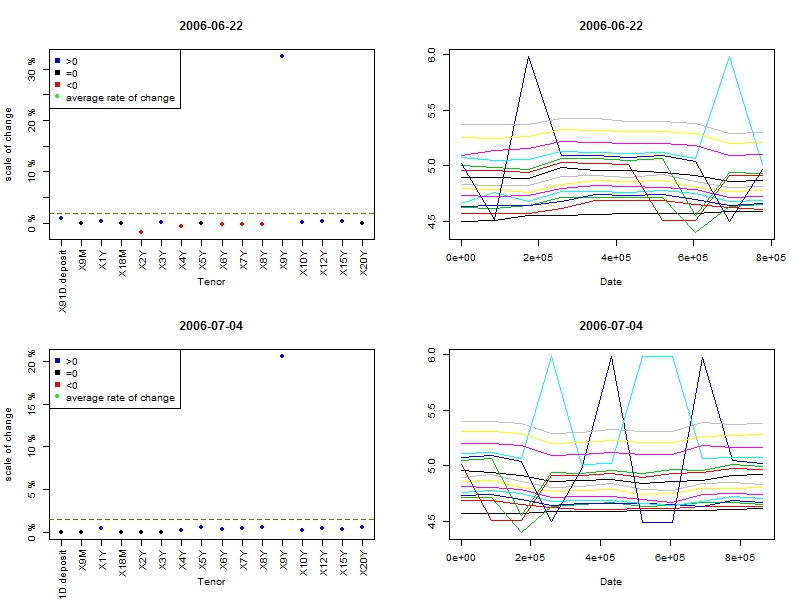 2006-06-22
scale of change
30 %
20 %
10 %
0 %
>0
=0
<0
average rate of change
X91D.deposit
X9M
X1Y
X18M
X2Y
X3Y
X4Y
X5Y
X6Y
X7Y
X8Y
X9Y
X10Y
X12Y
X15Y
X20Y
Tenor
2006-06-22
6.0
5.5
5.0
4.5
0e+00
2e+05
4e+05
6e+05
8e+05
Date
2006-07-04
scale of change
20 %
15 %
10 %
5 %
0 %
>0
=0
<0
average rate of change
1D.deposit
X9M
X1Y
X18M
X2Y
X3Y
X4Y
X5Y
X6Y
X7Y
X8Y
X9Y
X10Y
X12Y
X15Y
X20Y
Tenor
2006-07-04
6.0
5.5
5.0
4.5
0e+00
2e+05
4e+05
6e+05
8e+05
Date